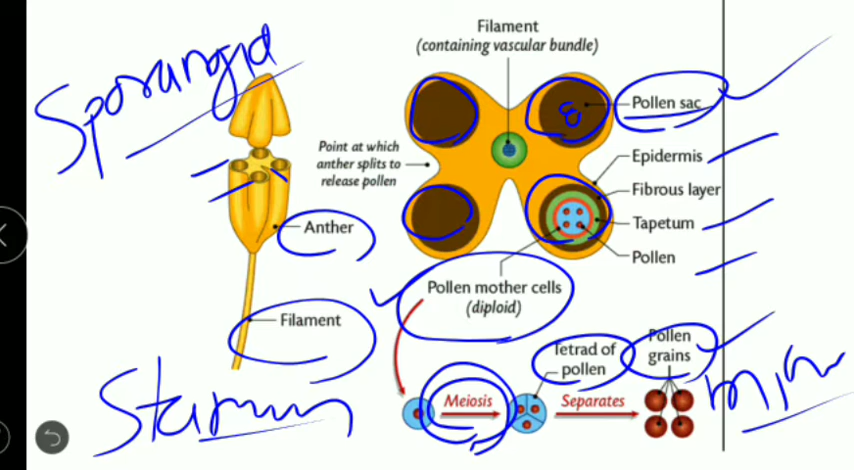 Sporangia
Filament
(containing vascular bundle)
Pollen sac
Point at which
anther splits to
release pollen
Epidermis
Fibrous layer
Anther
Tapetum
Pollen
Pollen mother cells
(diploid)
Filament
Pollen
grains
Tetrad of
pollen
Meiosis
Separates